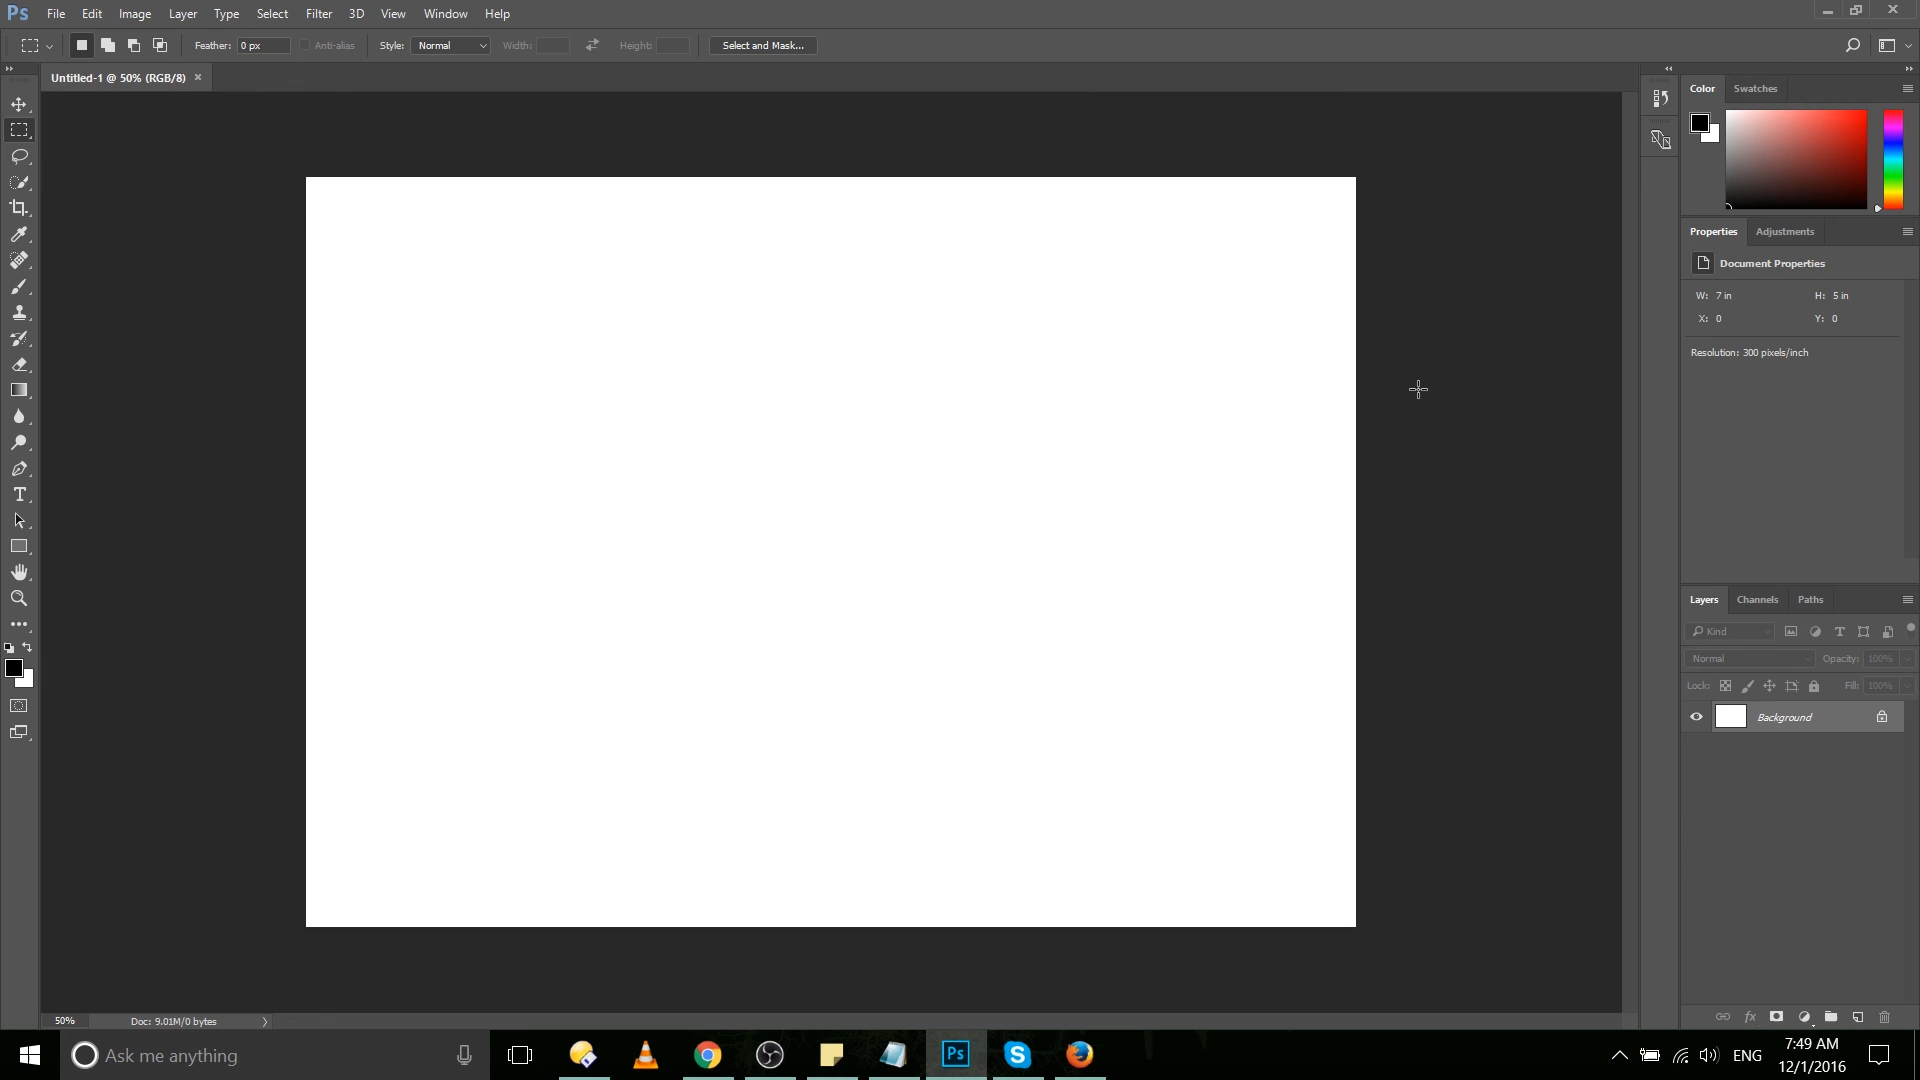 Ps File Edit Image Layer Type Select Filter 3D View Window Help
Feather: 0 px Anti-alias Style: Normal Width: Height: Select and Mask...
Untitled-1 @ 50% (RGB/8) ×
Color Swatches
Properties Adjustments
Document Properties
W: 7 in H: 5 in
X: 0 Y: 0
Resolution: 300 pixels/inch
T
Layers Channels Paths
Kind T
Normal Opacity: 100%
Lock: Fill: 100%
Background
fx
50% Doc: 9.01M/0 bytes
Ask me anything
Ps
S
ENG
7:49 AM
12/1/2016